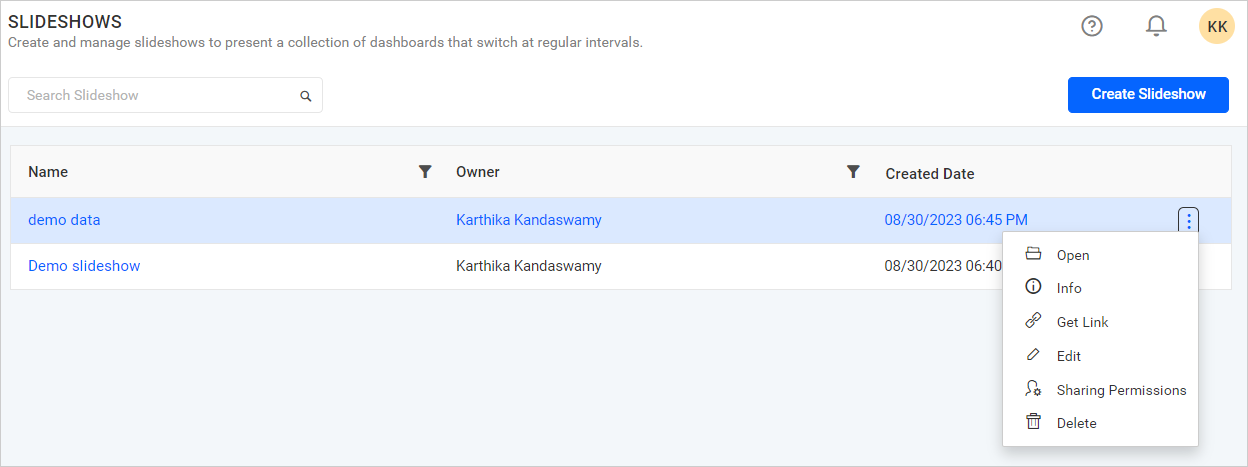 SLIDESHOWS
Create and manage slideshows to present a collection of dashboards that switch at regular intervals.
KK
Search Slideshow
Create Slideshow
Name Owner Created Date
demo data Karthika Kandaswamy 08/30/2023 06:45 PM
Demo slideshow Karthika Kandaswamy 08/30/2023 06:40
Open
Info
Get Link
Edit
Sharing Permissions
Delete